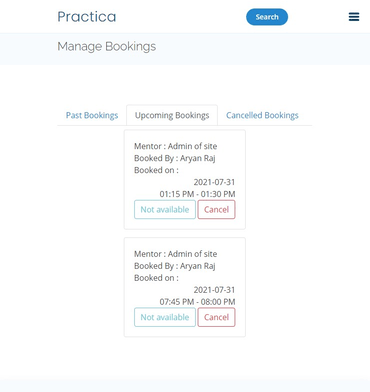 Practica
Search
Manage Bookings
Past Bookings
Upcoming Bookings
Cancelled Bookings
Mentor : Admin of site
Booked By : Aryan Raj
Booked on :
2021-07-31
01:15 PM - 01:30 PM
Not available
Cancel
Mentor : Admin of site
Booked By : Aryan Raj
Booked on :
2021-07-31
07:45 PM - 08:00 PM
Not available
Cancel